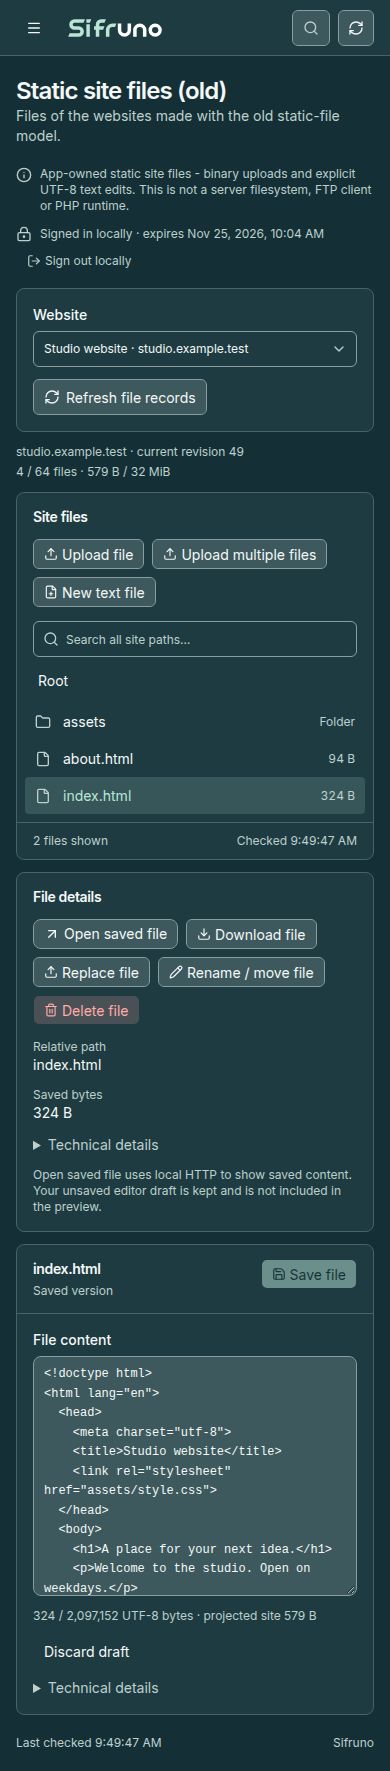 Sifruno
Static site files (old)
Files of the websites made with the old static-file
model.
App-owned static site files - binary uploads and explicit
UTF-8 text edits. This is not a server filesystem, FTP client
or PHP runtime.
Signed in locally · expires Nov 25, 2026, 10:04 AM
Sign out locally
Website
Studio website · studio.example.test
Refresh file records
studio.example.test · current revision 49
4 / 64 files · 579 B / 32 MiB
Site files
Upload file
Upload multiple files
New text file
Search all site paths...
Root
assets Folder
about.html 94 B
index.html 324 B
2 files shown Checked 9:49:47 AM
File details
Open saved file
Download file
Replace file
Rename / move file
Delete file
Relative path
index.html
Saved bytes
324 B
Technical details
Open saved file uses local HTTP to show saved content.
Your unsaved editor draft is kept and is not included in
the preview.
index.html
Saved version
Save file
File content
<!doctype html>
<html lang="en">
<head>
<meta charset="utf-8">
<title>Studio website</title>
<link rel="stylesheet"
href="assets/style.css">
</head>
<body>
<h1>A place for your next idea.</h1>
<p>Welcome to the studio. Open on
weekdays.</p>
324 / 2,097,152 UTF-8 bytes · projected site 579 B
Discard draft
Technical details
Last checked 9:49:47 AM Sifruno